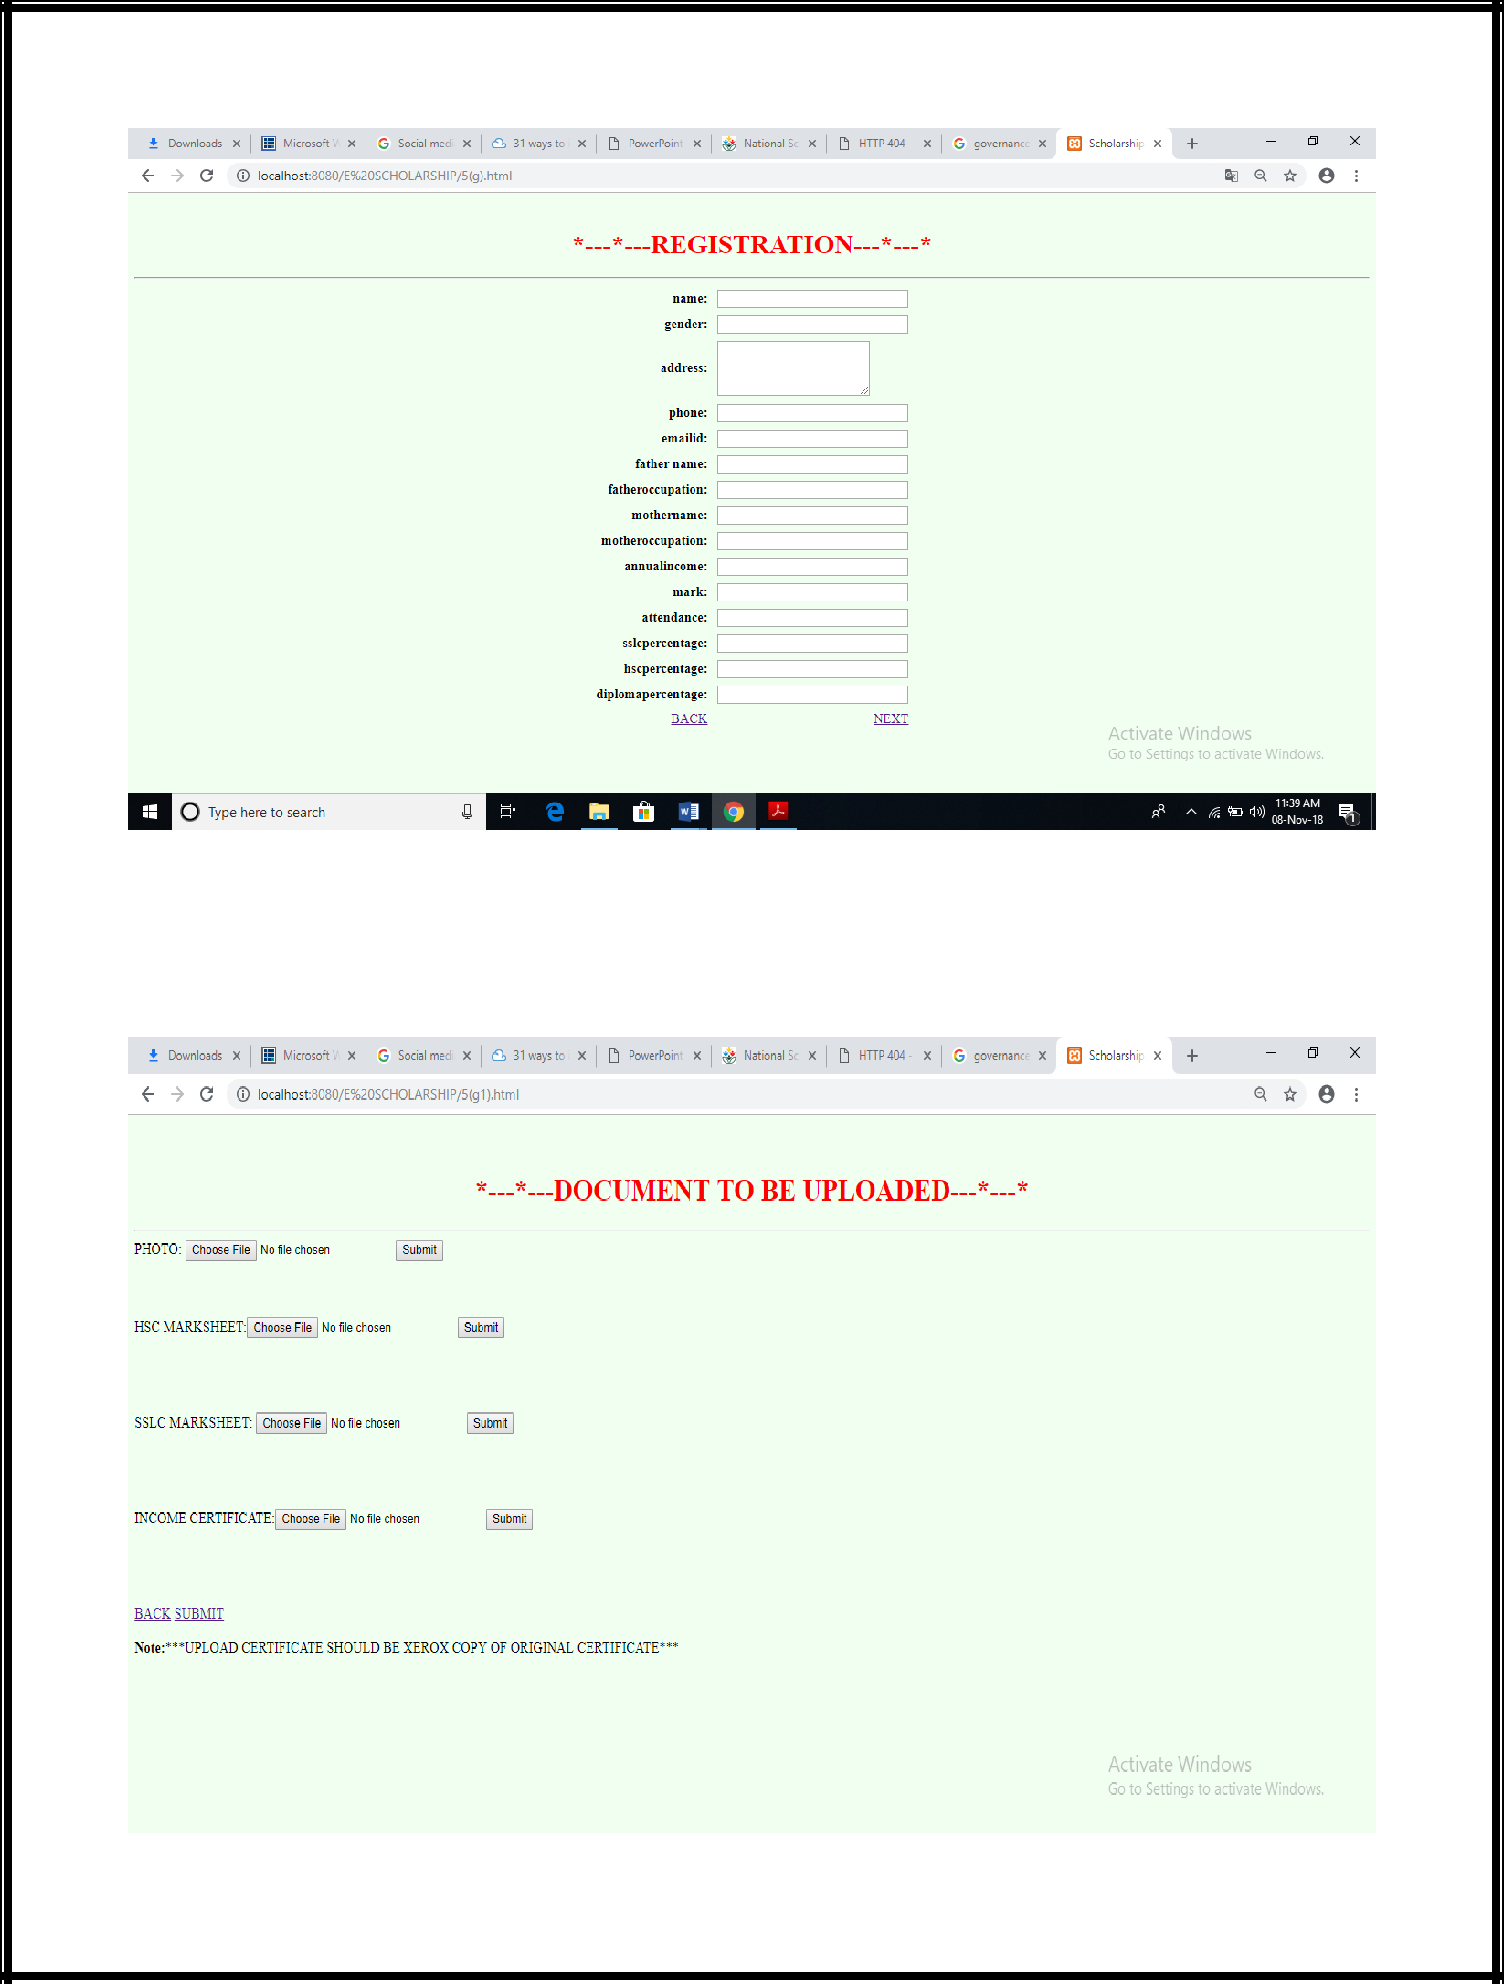 Downloads Microsoft W Social medi 31 ways to PowerPoint National Sc HTTP 404 governance Scholarship
localhost:8080/E%20SCHOLARSHIP/5(g).html
*---*---REGISTRATION---*---*
name:
gender:
address:
phone:
emailid:
father name:
fatheroccupation:
mothername:
motheroccupation:
annualincome:
mark:
attendance:
sslcpercentage:
hscpercentage:
diplomapercentage:
BACK NEXT
Activate Windows
Go to Settings to activate Windows.
Type here to search
11:39 AM
08-Nov-18
1
Downloads Microsoft W Social medi 31 ways to PowerPoint National Sc HTTP 404 - governance Scholarship
localhost:8080/E%20SCHOLARSHIP/5(g1).html
*---*---DOCUMENT TO BE UPLOADED---*---*
PHOTO: Choose File No file chosen Submit
HSC MARKSHEET: Choose File No file chosen Submit
SSLC MARKSHEET: Choose File No file chosen Submit
INCOME CERTIFICATE: Choose File No file chosen Submit
BACK SUBMIT
Note:***UPLOAD CERTIFICATE SHOULD BE XEROX COPY OF ORIGINAL CERTIFICATE***
Activate Windows
Go to Settings to activate Windows.